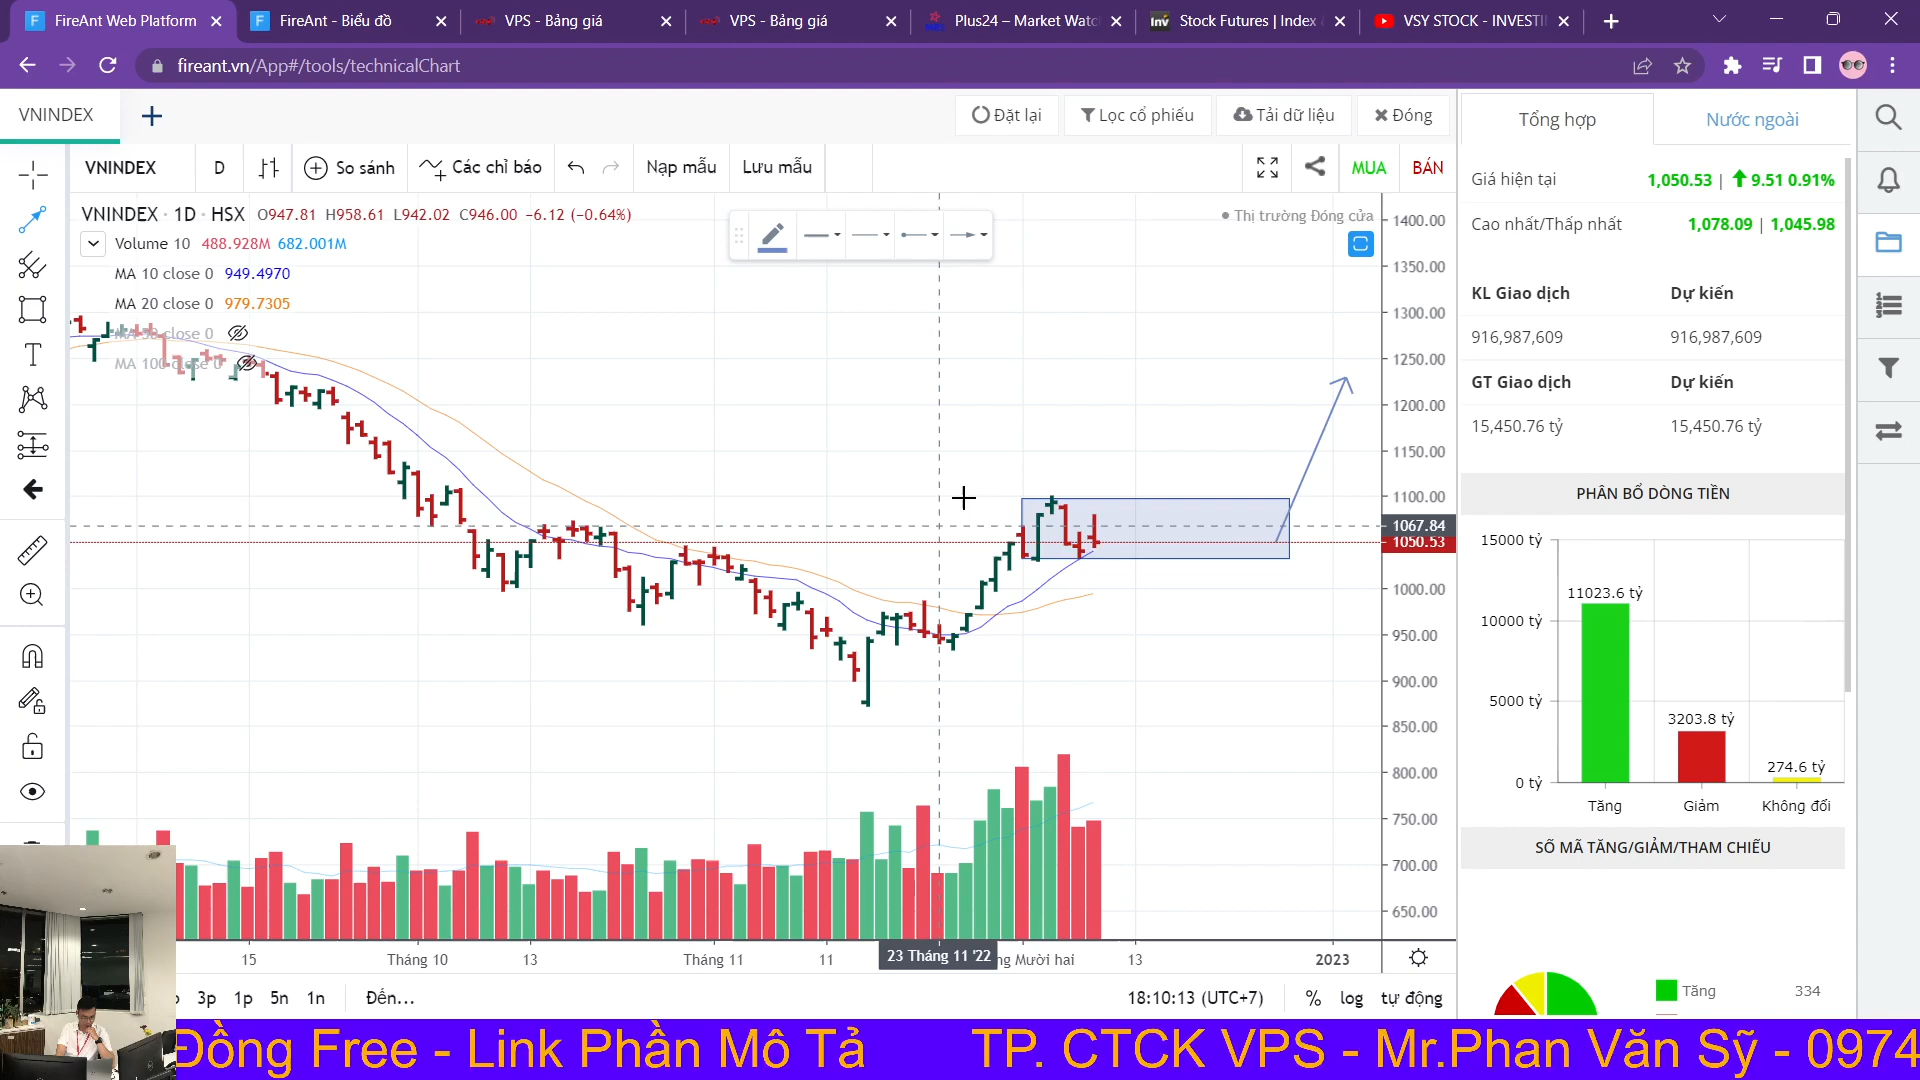 FireAnt Web Platform
FireAnt - Biểu đồ
VPS - Bảng giá
VPS - Bảng giá
Plus24 – Market Watc
Stock Futures | Index
VSY STOCK - INVESTI
fireant.vn/App#/tools/technicalChart
VNINDEX
Đặt lại
Lọc cổ phiếu
Tải dữ liệu
Đóng
VNINDEX
D
So sánh
Các chỉ báo
Nạp mẫu
Lưu mẫu
MUA
BÁN
VNINDEX · 1D · HSX O947.81 H958.61 L942.02 C946.00 −6.12 (−0.64%)
Thị trường Đóng cửa
Volume 10 488.928M 682.001M
MA 10 close 0 949.4970
MA 20 close 0 979.7305
MA 50 close 0
MA 100 close 0
1400.00
1350.00
1300.00
1250.00
1200.00
1150.00
1100.00
1067.84
1050.53
1000.00
950.00
900.00
850.00
800.00
750.00
700.00
650.00
15
Tháng 10
13
Tháng 11
11
23 Tháng 11 '22
ng Mười hai
13
2023
3p
1p
5n
1n
Đến...
18:10:13 (UTC+7)
%
log
tự động
Tổng hợp
Nước ngoài
Giá hiện tại
1,050.53 | 9.51 0.91%
Cao nhất/Thấp nhất
1,078.09 | 1,045.98
KL Giao dịch
Dự kiến
916,987,609
916,987,609
GT Giao dịch
Dự kiến
15,450.76 tỷ
15,450.76 tỷ
PHÂN BỔ DÒNG TIỀN
15000 tỷ
10000 tỷ
5000 tỷ
0 tỷ
11023.6 tỷ
3203.8 tỷ
274.6 tỷ
Tăng
Giảm
Không đổi
SỐ MÃ TĂNG/GIẢM/THAM CHIẾU
Tăng
334
Đồng Free - Link Phần Mô Tả
TP. CTCK VPS - Mr.Phan Văn Sỹ - 0974